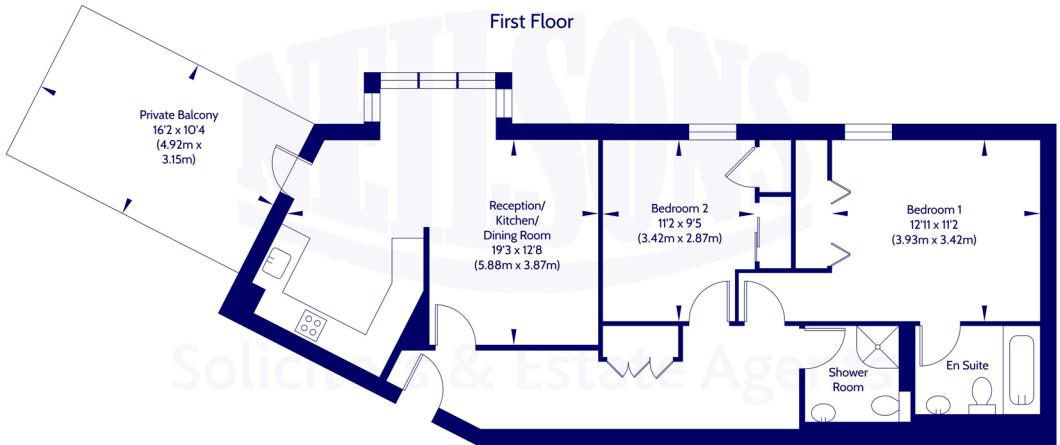 First Floor
NEILSONS
Private Balcony
16'2 x 10'4
(4.92m x
3.15m)
Reception/
Kitchen/
Dining Room
19'3 x 12'8
(5.88m x 3.87m)
Bedroom 2
11'2 x 9'5
(3.42m x 2.87m)
Bedroom 1
12'11 x 11'2
(3.93m x 3.42m)
Shower
Room
En Suite
Solicitors & Estate Agents